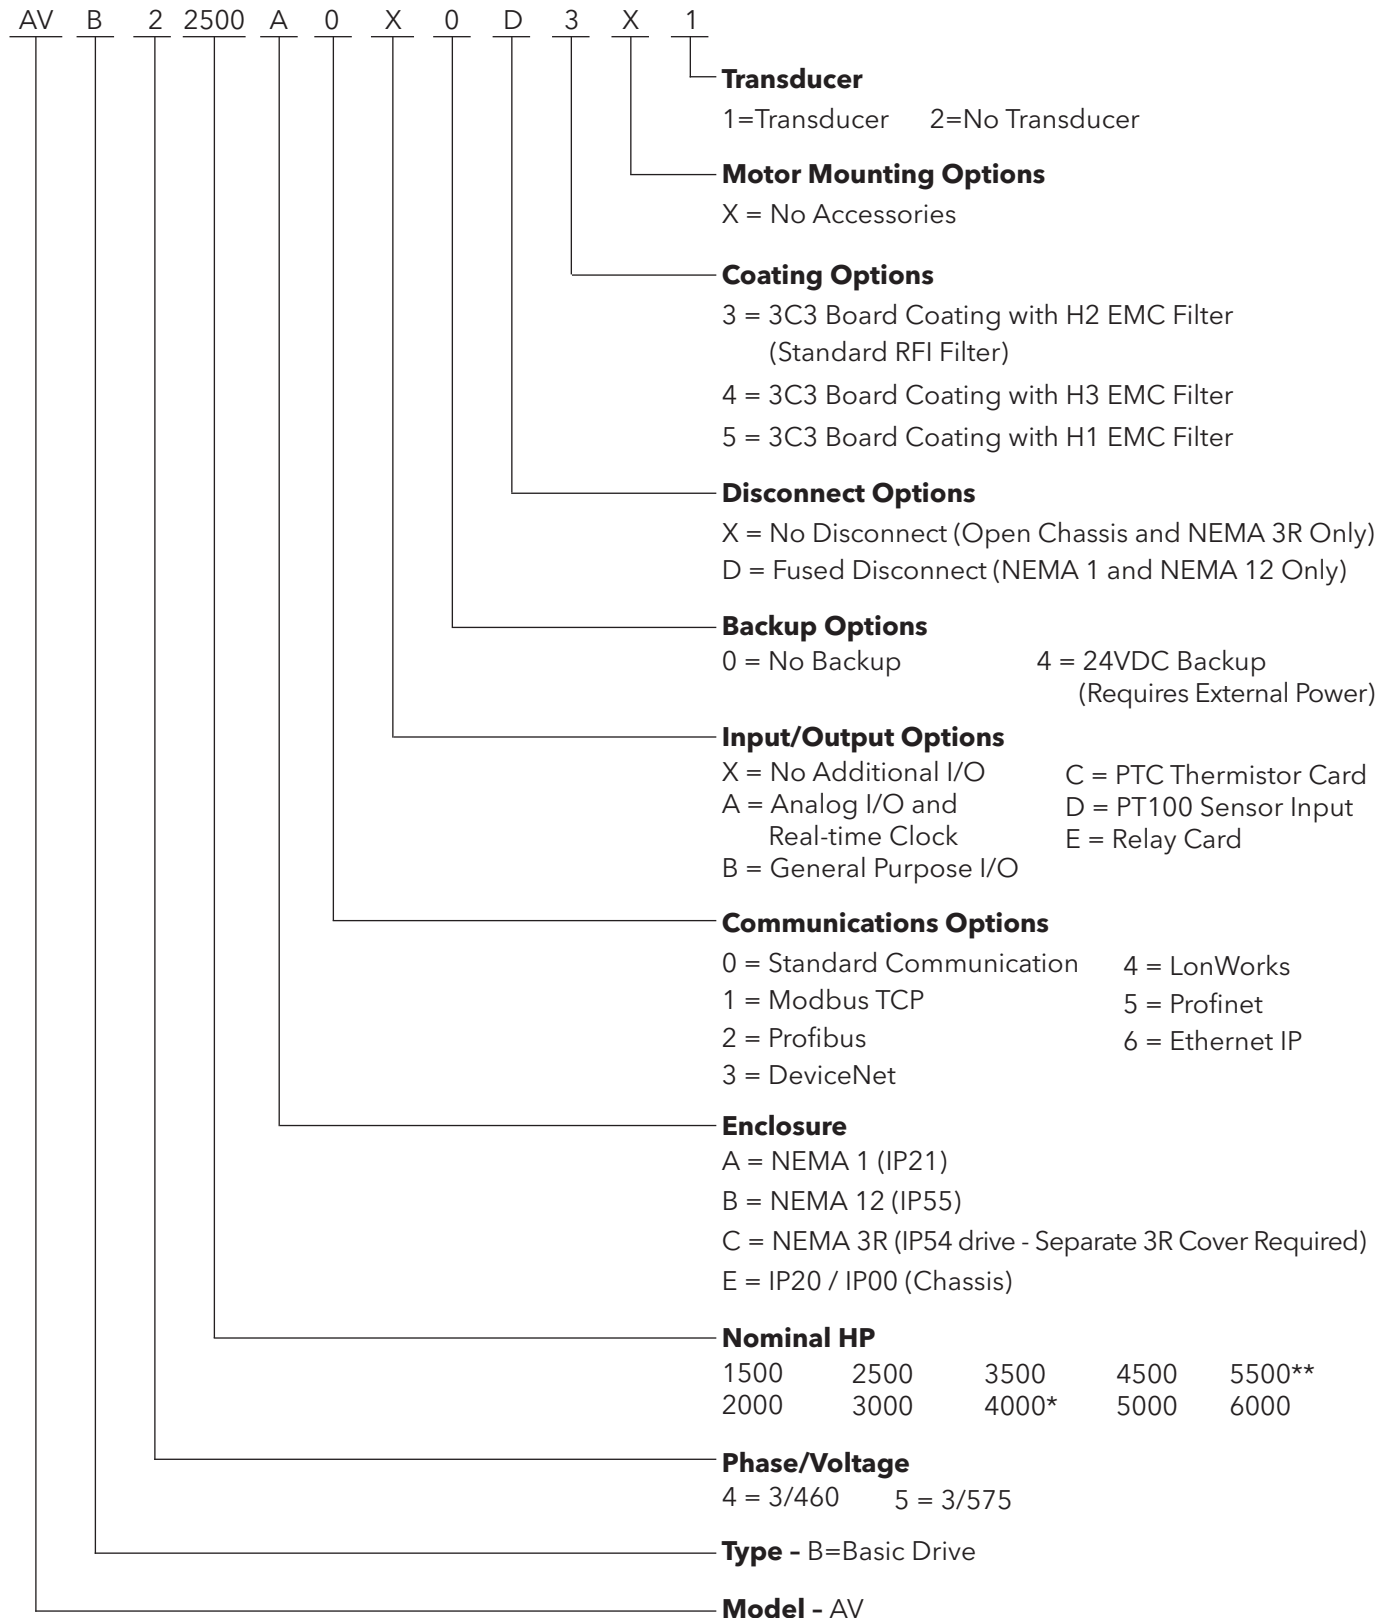 AV B 2 2500 A 0 X 0 D 3 X 1
Transducer
1=Transducer 2=No Transducer
Motor Mounting Options
X = No Accessories
Coating Options
3 = 3C3 Board Coating with H2 EMC Filter
(Standard RFI Filter)
4 = 3C3 Board Coating with H3 EMC Filter
5 = 3C3 Board Coating with H1 EMC Filter
Disconnect Options
X = No Disconnect (Open Chassis and NEMA 3R Only)
D = Fused Disconnect (NEMA 1 and NEMA 12 Only)
Backup Options
0 = No Backup
4 = 24VDC Backup
(Requires External Power)
Input/Output Options
X = No Additional I/O
A = Analog I/O and
Real-time Clock
B = General Purpose I/O
C = PTC Thermistor Card
D = PT100 Sensor Input
E = Relay Card
Communications Options
0 = Standard Communication
1 = Modbus TCP
2 = Profibus
3 = DeviceNet
4 = LonWorks
5 = Profinet
6 = Ethernet IP
Enclosure
A = NEMA 1 (IP21)
B = NEMA 12 (IP55)
C = NEMA 3R (IP54 drive - Separate 3R Cover Required)
E = IP20 / IP00 (Chassis)
Nominal HP
1500 2500 3500 4500 5500**
2000 3000 4000* 5000 6000
Phase/Voltage
4 = 3/460 5 = 3/575
Type – B=Basic Drive
Model – AV